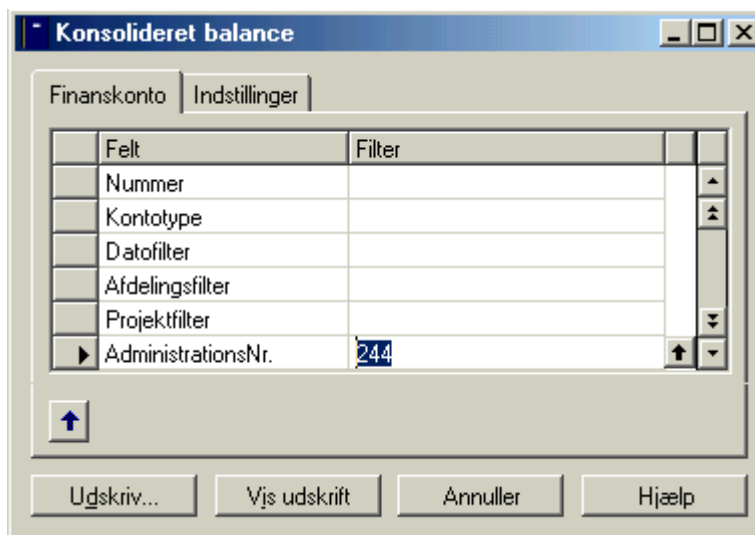 Konsolideret balance
Finanskonto Indstillinger
Felt Filter
Nummer
Kontotype
Datofilter
Afdelingsfilter
Projektfilter
AdministrationsNr. 244
Udskriv... Vis udskrift Annuller Hjælp